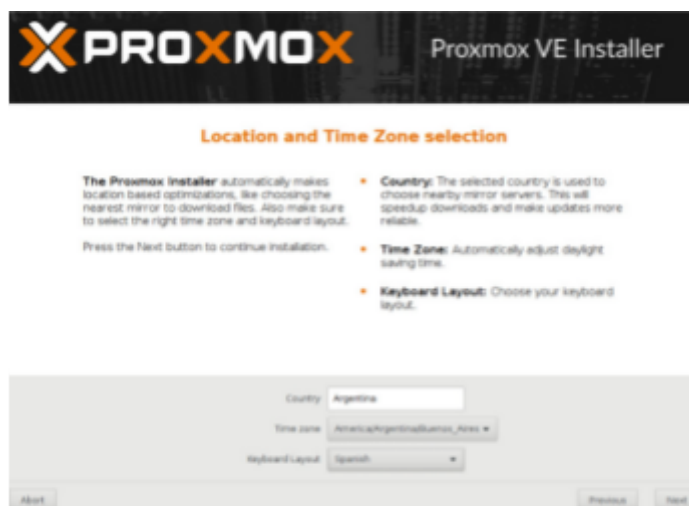 PROXMOX
Proxmox VE Installer
Location and Time Zone selection
The Proxmox Installer automatically makes
location based optimizations, like choosing the
nearest mirror to download files. Also make sure
to select the right time zone and keyboard layout.
Press the Next button to continue installation.
• Country: The selected country is used to
choose nearby mirror servers. This will
speedup downloads and make updates more
reliable.
• Time Zone: Automatically adjust daylight
saving time.
• Keyboard Layout: Choose your keyboard
layout.
Country Argentina
Time zone America/Argentina/Buenos_Aires
Keyboard Layout Spanish
Abort Previous Next